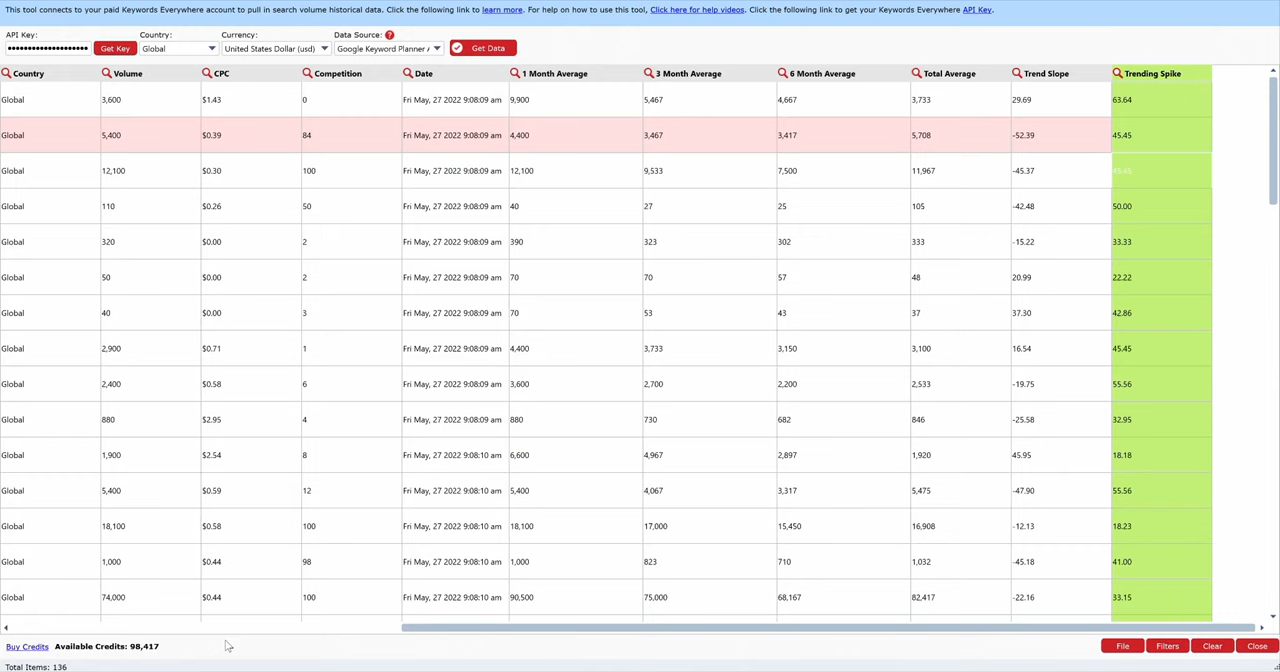 This tool connects to your paid Keywords Everywhere account to pull in search volume historical data. Click the following link to learn more. For help on how to use this tool, Click here for help videos. Click the following link to get your Keywords Everywhere API Key.
API Key: Country: Currency: Data Source: ?
•••••••••••••••••••• Get Key Global United States Dollar (usd) Google Keyword Planner / Get Data
Country Volume CPC Competition Date 1 Month Average 3 Month Average 6 Month Average Total Average Trend Slope Trending Spike
Global 3,600 $1.43 0 Fri May, 27 2022 9:08:09 am 9,900 5,467 4,667 3,733 29.69 63.64
Global 5,400 $0.39 84 Fri May, 27 2022 9:08:09 am 4,400 3,467 3,417 5,708 -52.39 45.45
Global 12,100 $0.30 100 Fri May, 27 2022 9:08:09 am 12,100 9,533 7,500 11,967 -45.37 45.45
Global 110 $0.26 50 Fri May, 27 2022 9:08:09 am 40 27 25 105 -42.48 50.00
Global 320 $0.00 2 Fri May, 27 2022 9:08:09 am 390 323 302 333 -15.22 33.33
Global 50 $0.00 2 Fri May, 27 2022 9:08:09 am 70 70 57 48 20.99 22.22
Global 40 $0.00 3 Fri May, 27 2022 9:08:09 am 70 53 43 37 37.30 42.86
Global 2,900 $0.71 1 Fri May, 27 2022 9:08:09 am 4,400 3,733 3,150 3,100 16.54 45.45
Global 2,400 $0.58 6 Fri May, 27 2022 9:08:09 am 3,600 2,700 2,200 2,533 -19.75 55.56
Global 880 $2.95 4 Fri May, 27 2022 9:08:09 am 880 730 682 846 -25.58 32.95
Global 1,900 $2.54 8 Fri May, 27 2022 9:08:10 am 6,600 4,967 2,897 1,920 45.95 18.18
Global 5,400 $0.59 12 Fri May, 27 2022 9:08:10 am 5,400 4,067 3,317 5,475 -47.90 55.56
Global 18,100 $0.58 100 Fri May, 27 2022 9:08:10 am 18,100 17,000 15,450 16,908 -12.13 18.23
Global 1,000 $0.44 98 Fri May, 27 2022 9:08:10 am 1,000 823 710 1,032 -45.18 41.00
Global 74,000 $0.44 100 Fri May, 27 2022 9:08:10 am 90,500 75,000 68,167 82,417 -22.16 33.15
Buy Credits Available Credits: 98,417 File Filters Clear Close
Total Items: 136